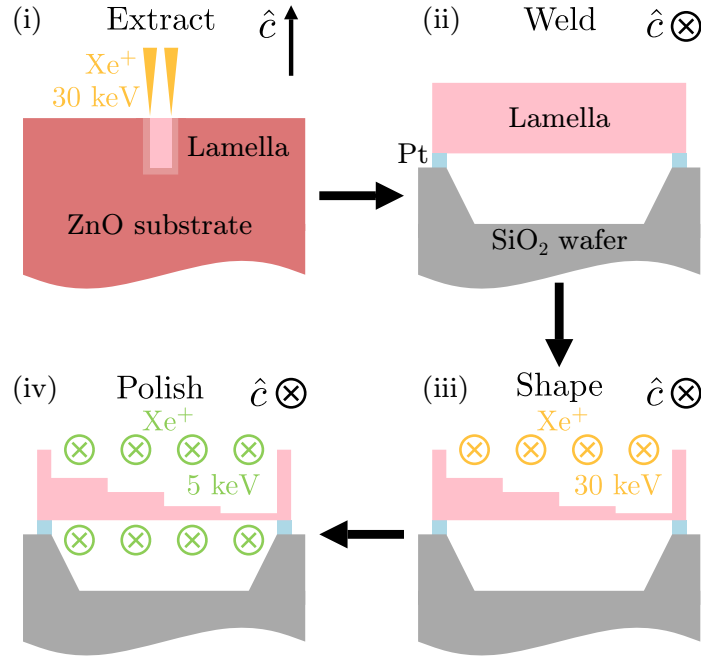 (i) Extract ĉ
Xe⁺
30 keV
Lamella
ZnO substrate
(ii) Weld ĉ
Lamella
Pt
SiO₂ wafer
(iv) Polish ĉ
Xe⁺
5 keV
(iii) Shape ĉ
Xe⁺
30 keV